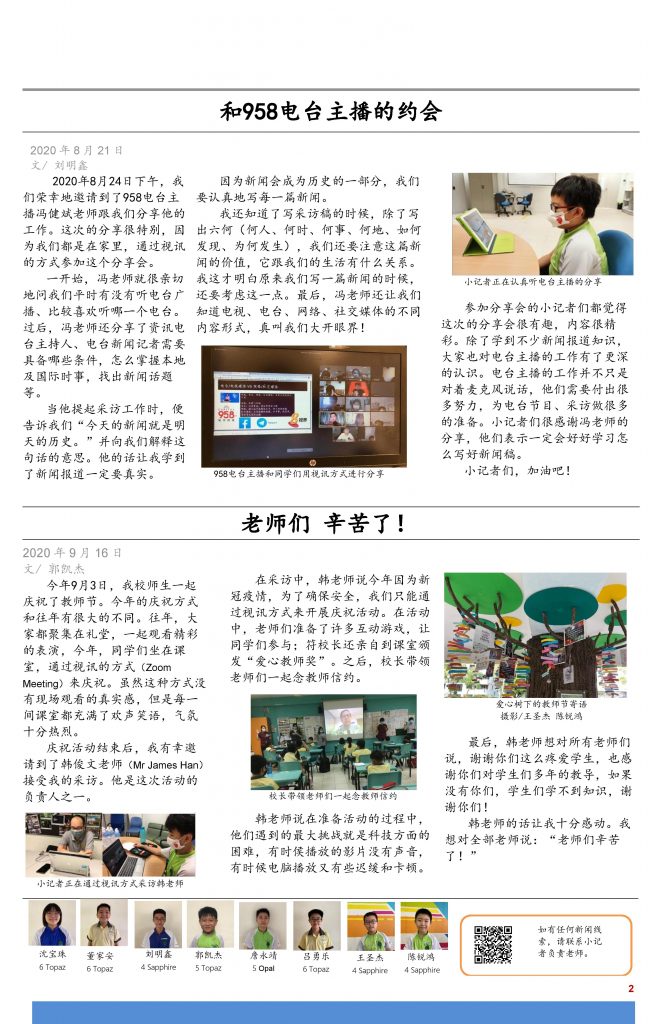 和958电台主播的约会
2020 年 8 月 21 日
文/ 刘明鑫
2020年8月24日下午，我
们荣幸地邀请到了958电台主
播冯健斌老师跟我们分享他的
工作。这次的分享很特别，因
为我们都是在家里，通过视讯
的方式参加这个分享会。
一开始，冯老师就很亲切
地问我们平时有没有听电台广
播、比较喜欢听哪一个电台。
过后，冯老师还分享了资讯电
台主持人、电台新闻记者需要
具备哪些条件，怎么掌握本地
及国际时事，找出新闻话题
等。
当他提起采访工作时，便
告诉我们“今天的新闻就是明
天的历史。”并向我们解释这
句话的意思。他的话让我学到
了新闻报道一定要真实。
因为新闻会成为历史的一部分，我们
要认真地写每一篇新闻。
我还知道了写采访稿的时候，除了写
出六何（何人、何时、何事、何地、如何
发现、为何发生），我们还要注意这篇新
闻的价值，它跟我们的生活有什么关系。
我这才明白原来我们写一篇新闻的时候，
还要考虑这一点。最后，冯老师还让我们
知道电视、电台、网络、社交媒体的不同
内容形式，真叫我们大开眼界！
958
958电台主播和同学们用视讯方式进行分享
小记者正在认真听电台主播的分享
参加分享会的小记者们都觉得
这次的分享会很有趣，内容很精
彩。除了学到不少新闻报道知识，
大家也对电台主播的工作有了更深
的认识。电台主播的工作并不只是
对着麦克风说话，他们需要付出很
多努力，为电台节目、采访做很多
的准备。小记者们很感谢冯老师的
分享，他们表示一定会好好学习怎
么写好新闻稿。
小记者们，加油吧！
老师们 辛苦了！
2020 年 9 月 16 日
文/ 郭凯杰
今年9月3日，我校师生一起
庆祝了教师节。今年的庆祝方式
和往年有很大的不同。往年，大
家都聚集在礼堂，一起观看精彩
的表演，今年，同学们坐在课
室，通过视讯的方式（Zoom
Meeting）来庆祝。虽然这种方式没
有现场观看的真实感，但是每一
间课室都充满了欢声笑语，气氛
十分热烈。
庆祝活动结束后，我有幸邀
请到了韩俊文老师（Mr James Han）
接受我的采访。他是这次活动的
负责人之一。
小记者正在通过视讯方式采访韩老师
在采访中，韩老师说今年因为新
冠疫情，为了确保安全，我们只能通
过视讯方式来开展庆祝活动。在活动
中，老师们准备了许多互动游戏，让
同学们参与；符校长还亲自到课室颁
发“爱心教师奖”。之后，校长带领
老师们一起念教师信约。
校长带领老师们一起念教师信约
韩老师说在准备活动的过程中，
他们遇到的最大挑战就是科技方面的
困难，有时侯播放的影片没有声音，
有时侯电脑播放又有些迟缓和卡顿。
爱心树下的教师节寄语
摄影/王圣杰 陈锐鸿
最后，韩老师想对所有老师们
说，谢谢你们这么疼爱学生，也感
谢你们对学生们多年的教导，如果
没有你们，学生们学不到知识，谢
谢你们！
韩老师的话让我十分感动。我
想对全部老师说：“老师们辛苦
了！”
沈宝珠
6 Topaz
董家安
6 Topaz
刘明鑫
4 Sapphire
郭凯杰
5 Topaz
詹永靖
5 Opal
吕勇乐
6 Topaz
王圣杰
4 Sapphire
陈锐鸿
4 Sapphire
如有任何新闻线
索，请联系小记
者负责老师。
2